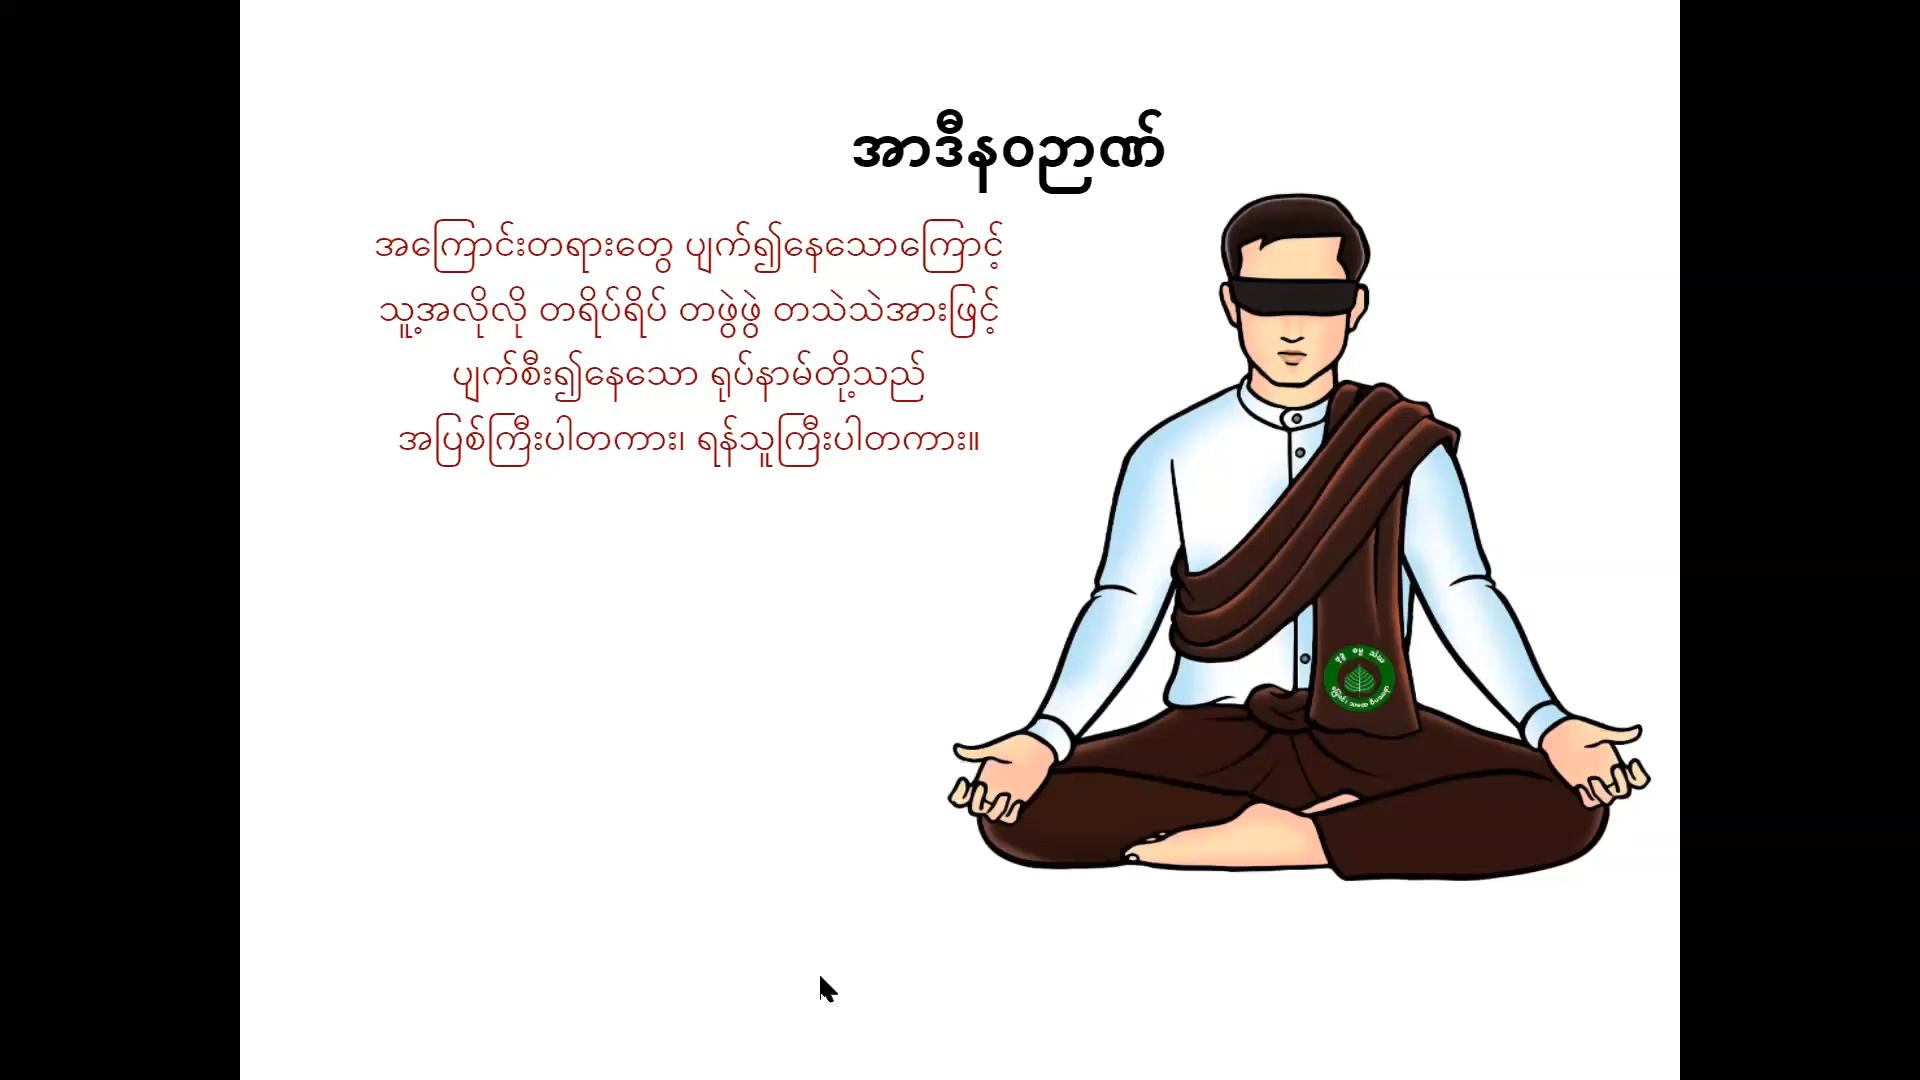 အာဒီနဝဉာဏ်
အကြောင်းတရားတွေ ပျက်၍နေသောကြောင့်
သူ့အလိုလို တရိပ်ရိပ် တဖွဲဖွဲ တသဲသဲအားဖြင့်
ပျက်စီး၍နေသော ရုပ်နာမ်တို့သည်
အပြစ်ကြီးပါတကား၊ ရန်သူကြီးပါတကား။